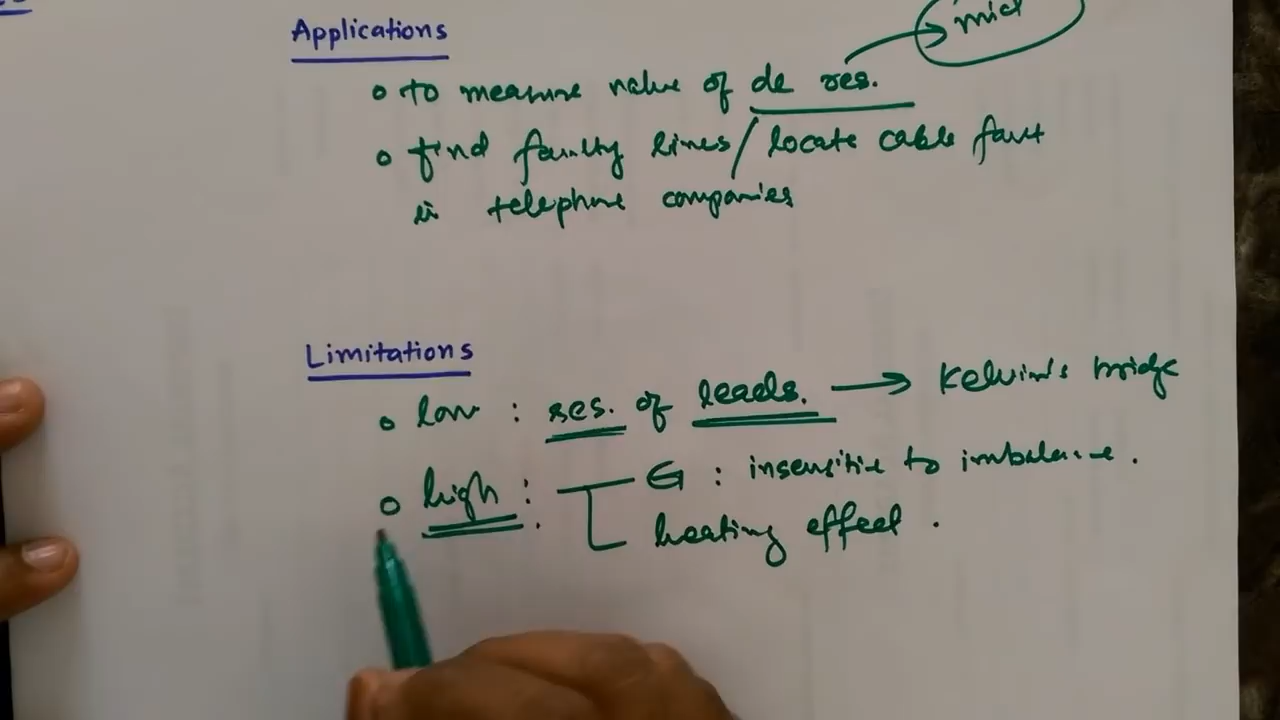 mid
Applications
to measure value of dc res.
find faulty lines/locate cable fault
in telephone companies
Limitations
low : res. of leads. → Kelvin's bridge
high : G : insensitive to imbalance.
heating effect.